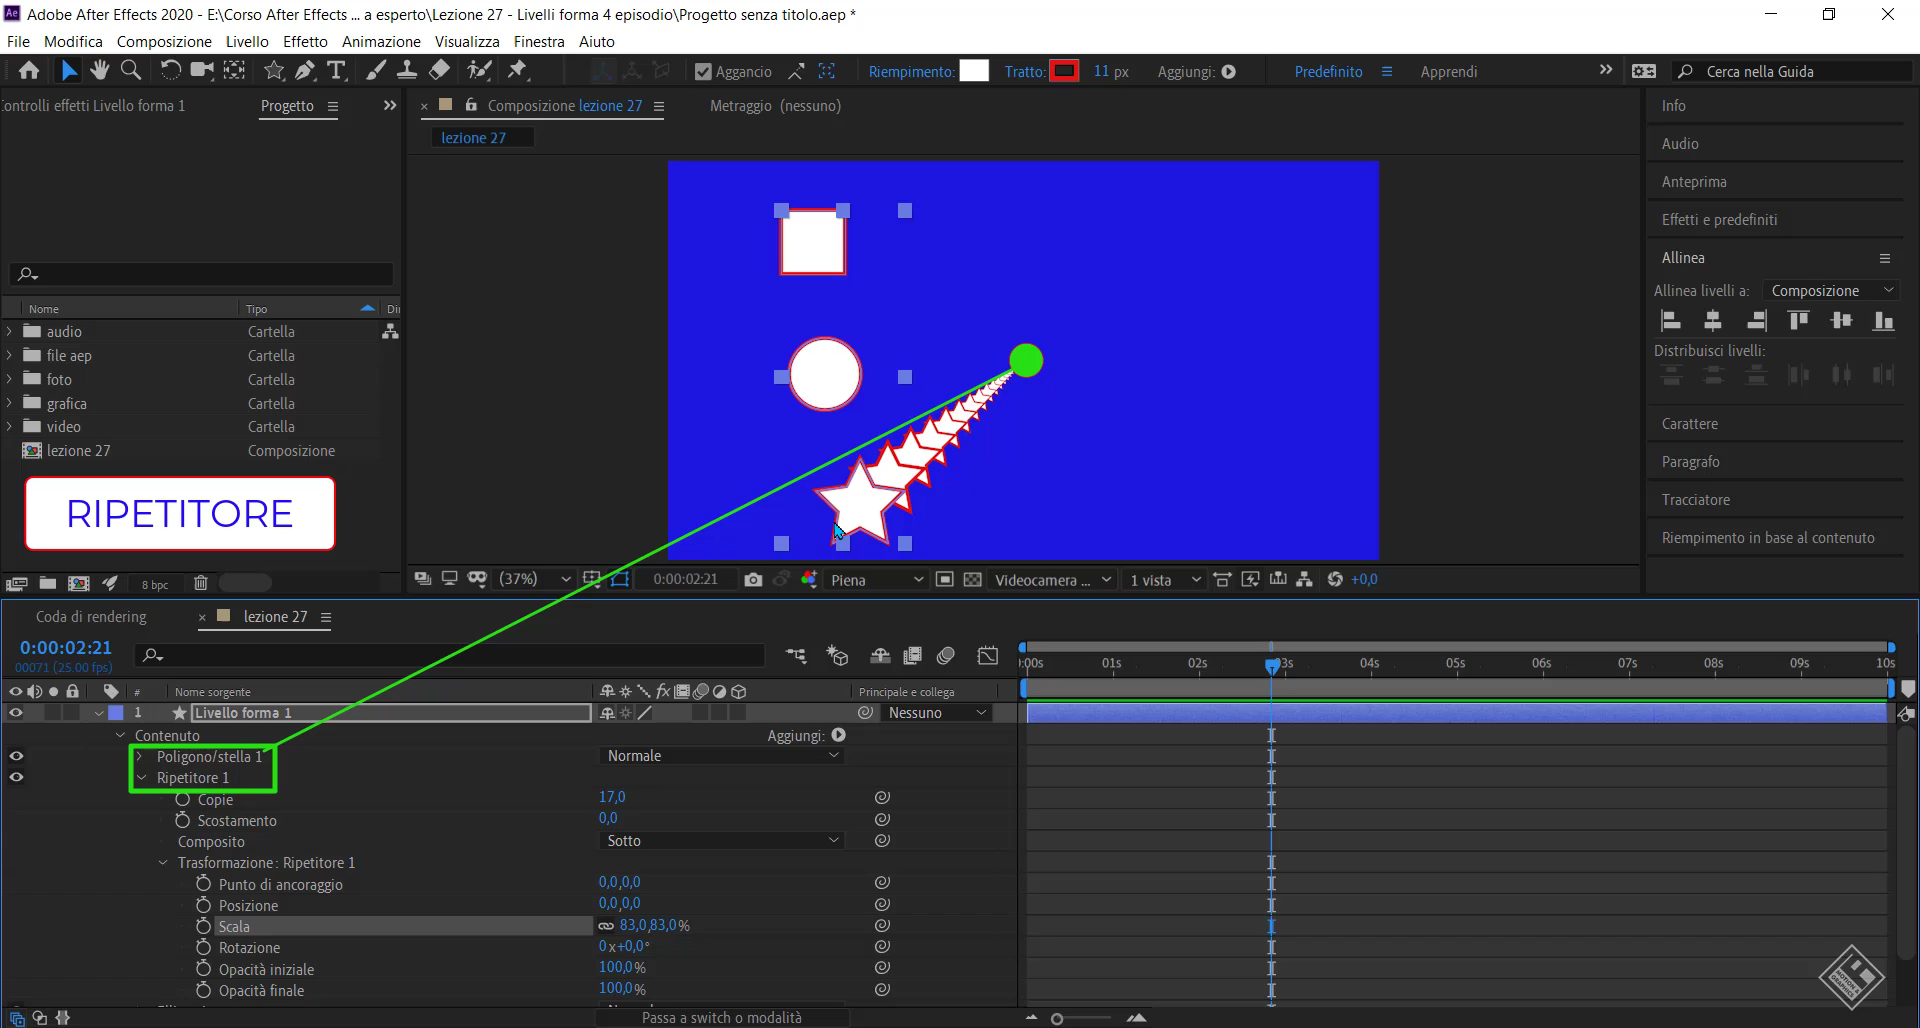 Adobe After Effects 2020 - E:\Corso After Effects ... a esperto\Lezione 27 - Livelli forma 4 episodio\Progetto senza titolo.aep *
File Modifica Composizione Livello Effetto Animazione Visualizza Finestra Aiuto
Aggancio Riempimento: Tratto: 11 px Aggiungi: Predefinito Apprendi Cerca nella Guida
ontrolli effetti Livello forma 1 Progetto
Composizione lezione 27 Metraggio (nessuno)
lezione 27
Info
Audio
Anteprima
Effetti e predefiniti
Allinea
Allinea livelli a: Composizione
Distribuisci livelli:
Carattere
Paragrafo
Tracciatore
Riempimento in base al contenuto
Nome Tipo Dir
audio Cartella
file aep Cartella
foto Cartella
grafica Cartella
video Cartella
lezione 27 Composizione
RIPETITORE
8 bpc
(37%) 0:00:02:21 Piena Videocamera ... 1 vista +0,0
Coda di rendering lezione 27
0:00:02:21
00071 (25.00 fps)
:00s 01s 02s 03s 04s 05s 06s 07s 08s 09s 10s
# Nome sorgente fx Principale e collega
1 Livello forma 1 Nessuno
Contenuto Aggiungi:
Poligono/stella 1 Normale
Ripetitore 1
Copie 17,0
Scostamento 0,0
Composito Sotto
Trasformazione: Ripetitore 1
Punto di ancoraggio 0,0,0,0
Posizione 0,0,0,0
Scala 83,0,83,0%
Rotazione 0x+0,0°
Opacità iniziale 100,0%
Opacità finale 100,0%
Passa a switch o modalità